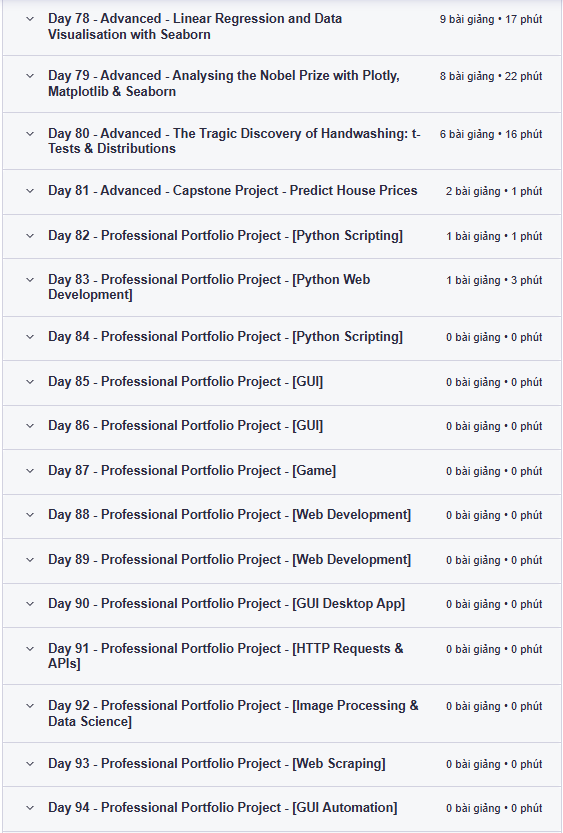 Day 78 - Advanced - Linear Regression and Data
Visualisation with Seaborn
9 bài giảng • 17 phút
Day 79 - Advanced - Analysing the Nobel Prize with Plotly,
Matplotlib & Seaborn
8 bài giảng • 22 phút
Day 80 - Advanced - The Tragic Discovery of Handwashing: t-
Tests & Distributions
6 bài giảng • 16 phút
Day 81 - Advanced - Capstone Project - Predict House Prices
2 bài giảng • 1 phút
Day 82 - Professional Portfolio Project - [Python Scripting]
1 bài giảng • 1 phút
Day 83 - Professional Portfolio Project - [Python Web
Development]
1 bài giảng • 3 phút
Day 84 - Professional Portfolio Project - [Python Scripting]
0 bài giảng • 0 phút
Day 85 - Professional Portfolio Project - [GUI]
0 bài giảng • 0 phút
Day 86 - Professional Portfolio Project - [GUI]
0 bài giảng • 0 phút
Day 87 - Professional Portfolio Project - [Game]
0 bài giảng • 0 phút
Day 88 - Professional Portfolio Project - [Web Development]
0 bài giảng • 0 phút
Day 89 - Professional Portfolio Project - [Web Development]
0 bài giảng • 0 phút
Day 90 - Professional Portfolio Project - [GUI Desktop App]
0 bài giảng • 0 phút
Day 91 - Professional Portfolio Project - [HTTP Requests &
APIs]
0 bài giảng • 0 phút
Day 92 - Professional Portfolio Project - [Image Processing &
Data Science]
0 bài giảng • 0 phút
Day 93 - Professional Portfolio Project - [Web Scraping]
0 bài giảng • 0 phút
Day 94 - Professional Portfolio Project - [GUI Automation]
0 bài giảng • 0 phút